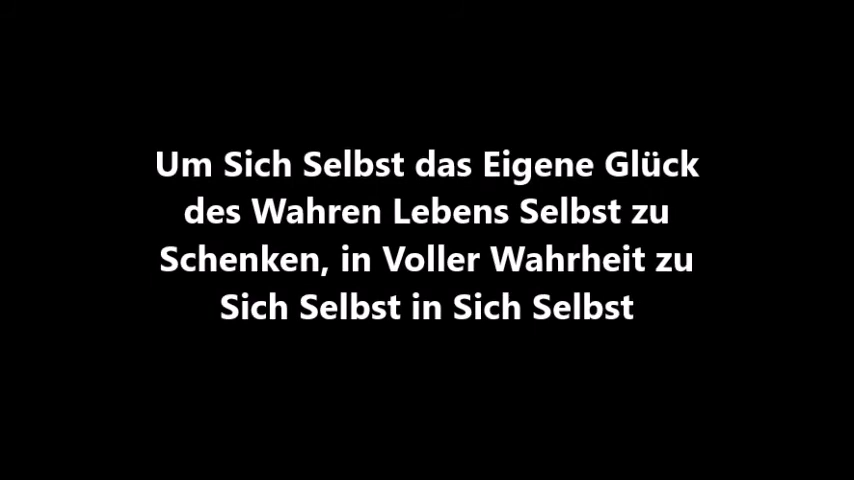 Um Sich Selbst das Eigene Glück
des Wahren Lebens Selbst zu
Schenken, in Voller Wahrheit zu
Sich Selbst in Sich Selbst